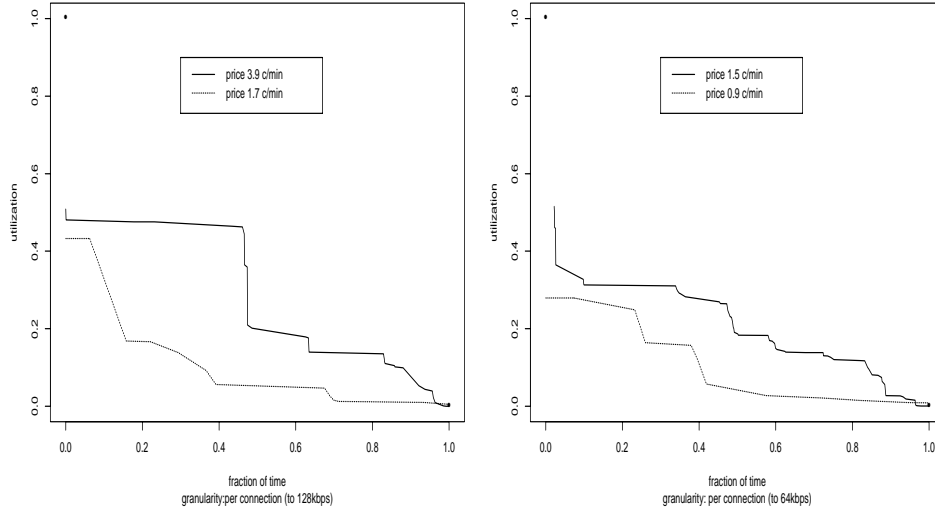 price 3.9 c/min
price 1.7 c/min
utilization
0.0
0.2
0.4
0.6
0.8
1.0
0.0
0.2
0.4
0.6
0.8
1.0
fraction of time
granularity:per connection (to 128kbps)
price 1.5 c/min
price 0.9 c/min
utilization
0.0
0.2
0.4
0.6
0.8
1.0
0.0
0.2
0.4
0.6
0.8
1.0
fraction of time
granularity: per connection (to 64kbps)